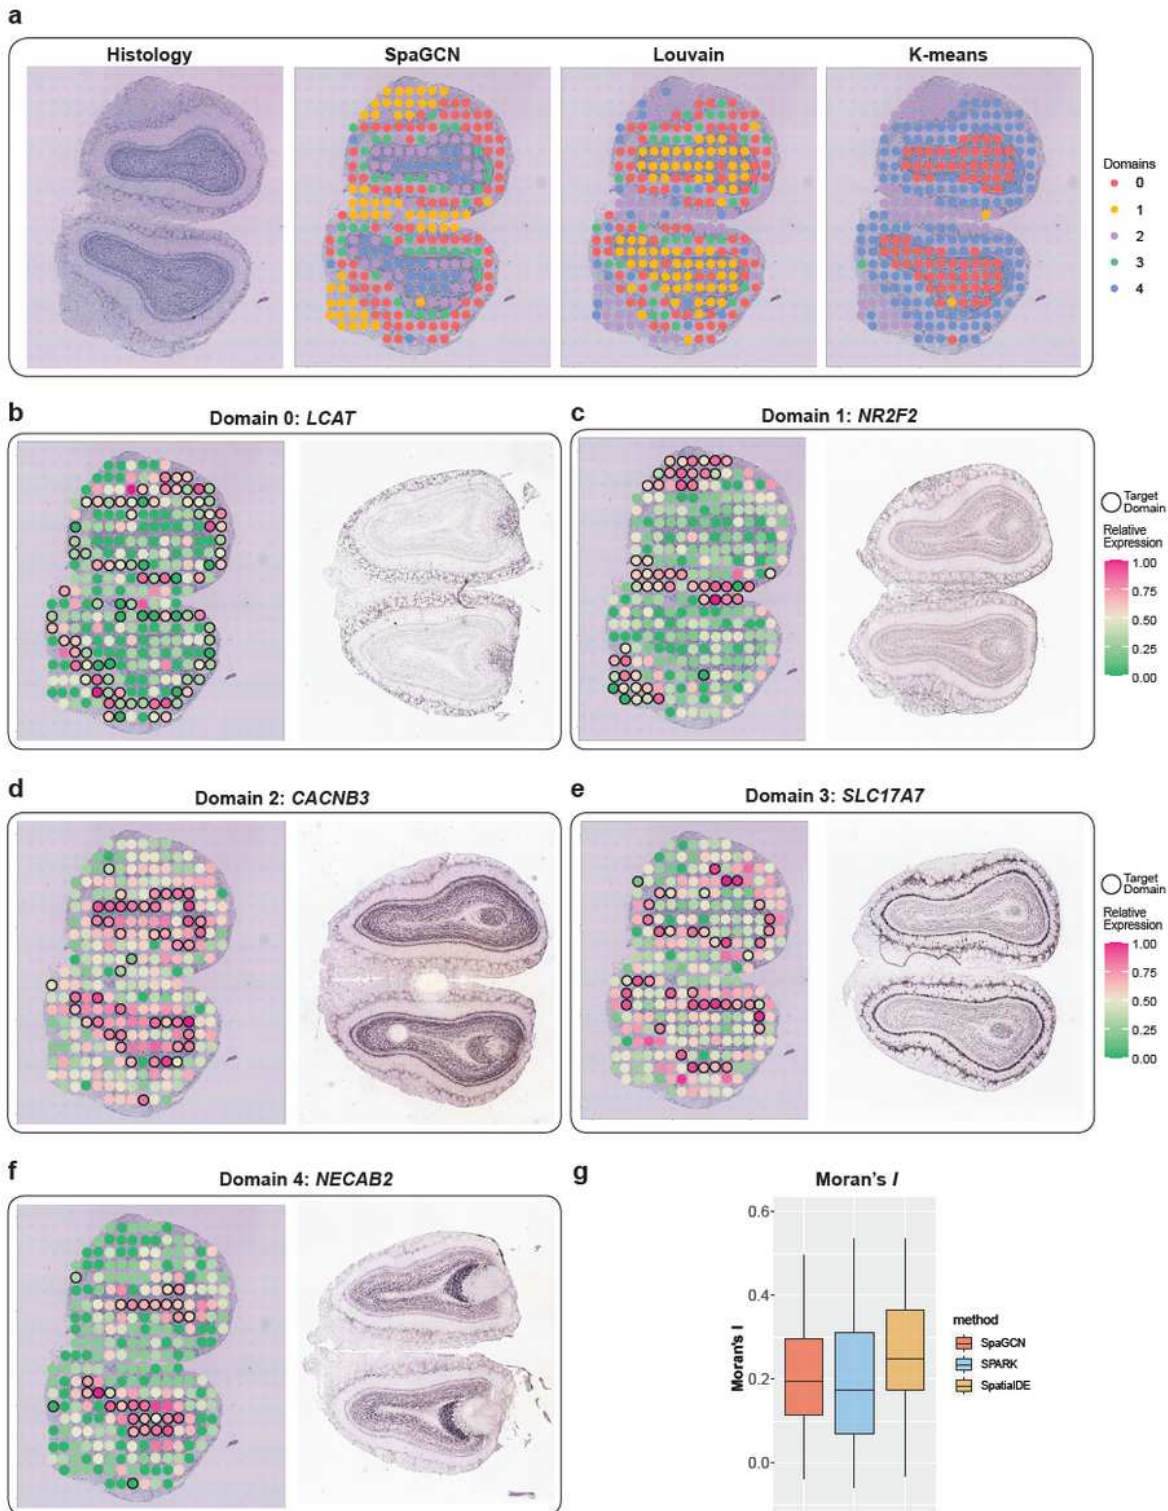 a
Histology
SpaGCN
Louvain
K-means
Domains
0
1
2
3
4
b
Domain 0: LCAT
c
Domain 1: NR2F2
Target
Domain
Relative
Expression
1.00
0.75
0.50
0.25
0.00
d
Domain 2: CACNB3
e
Domain 3: SLC17A7
Target
Domain
Relative
Expression
1.00
0.75
0.50
0.25
0.00
f
Domain 4: NECAB2
g
Moran's I
0.6
0.4
0.2
0.0
Moran's I
method
SpaGCN
SPARK
SpatialDE